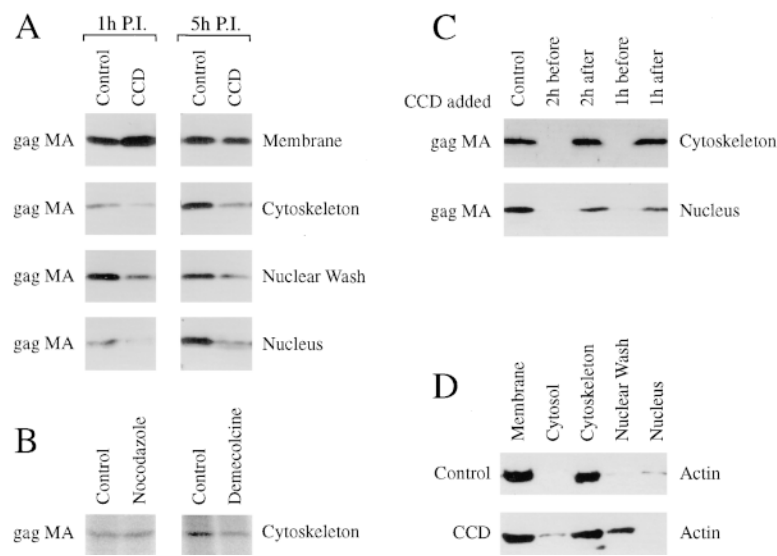 A
1h P.I.
5h P.I.
Control
CCD
Control
CCD
gag MA
Membrane
gag MA
Cytoskeleton
gag MA
Nuclear Wash
gag MA
Nucleus
B
Control
Nocodazole
Control
Demecolcine
gag MA
Cytoskeleton
C
CCD added
Control
2h before
2h after
1h before
1h after
gag MA
Cytoskeleton
gag MA
Nucleus
D
Membrane
Cytosol
Cytoskeleton
Nuclear Wash
Nucleus
Control
Actin
CCD
Actin